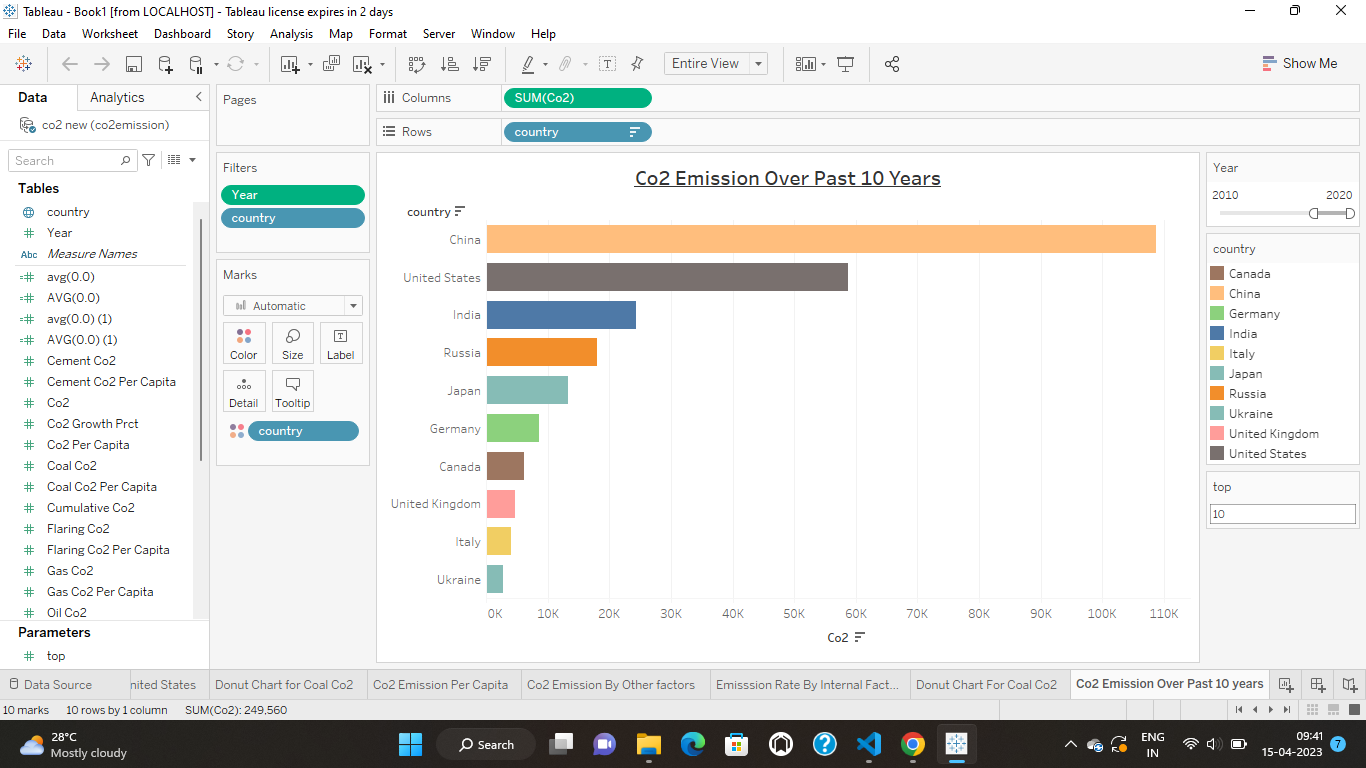 Tableau - Book1 [from LOCALHOST] - Tableau license expires in 2 days
File Data Worksheet Dashboard Story Analysis Map Format Server Window Help
Entire View
Show Me
Data Analytics
co2 new (co2emission)
Search
Tables
country
Year
Abc Measure Names
avg(0.0)
AVG(0.0)
avg(0.0) (1)
AVG(0.0) (1)
Cement Co2
Cement Co2 Per Capita
Co2
Co2 Growth Prct
Co2 Per Capita
Coal Co2
Coal Co2 Per Capita
Cumulative Co2
Flaring Co2
Flaring Co2 Per Capita
Gas Co2
Gas Co2 Per Capita
Oil Co2
Parameters
top
Pages
Filters
Year
country
Marks
Automatic
Color Size Label
Detail Tooltip
country
Columns SUM(Co2)
Rows country
Co2 Emission Over Past 10 Years
country
China
United States
India
Russia
Japan
Germany
Canada
United Kingdom
Italy
Ukraine
0K 10K 20K 30K 40K 50K 60K 70K 80K 90K 100K 110K
Co2
Year
2010 2020
country
Canada
China
Germany
India
Italy
Japan
Russia
Ukraine
United Kingdom
United States
top
10
Data Source nited States Donut Chart for Coal Co2 Co2 Emission Per Capita Co2 Emission By Other factors Emisssion Rate By Internal Fact... Donut Chart For Coal Co2 Co2 Emission Over Past 10 years
10 marks 10 rows by 1 column SUM(Co2): 249,560
28°C
Mostly cloudy
Search
ENG
IN
09:41
15-04-2023
7